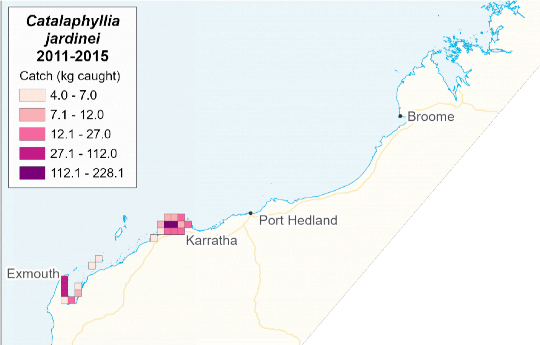 Catalaphyllia
jardinei
2011-2015
Catch (kg caught)
4.0 - 7.0
7.1 - 12.0
12.1 - 27.0
27.1 - 112.0
112.1 - 228.1
Broome
Port Hedland
Karratha
Exmouth